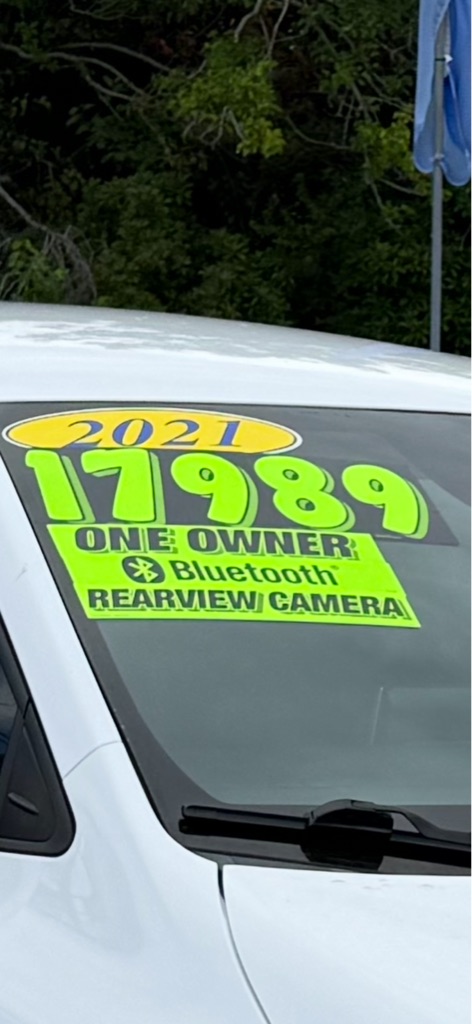 2021
17989
ONE OWNER
Bluetooth®
REARVIEW CAMERA